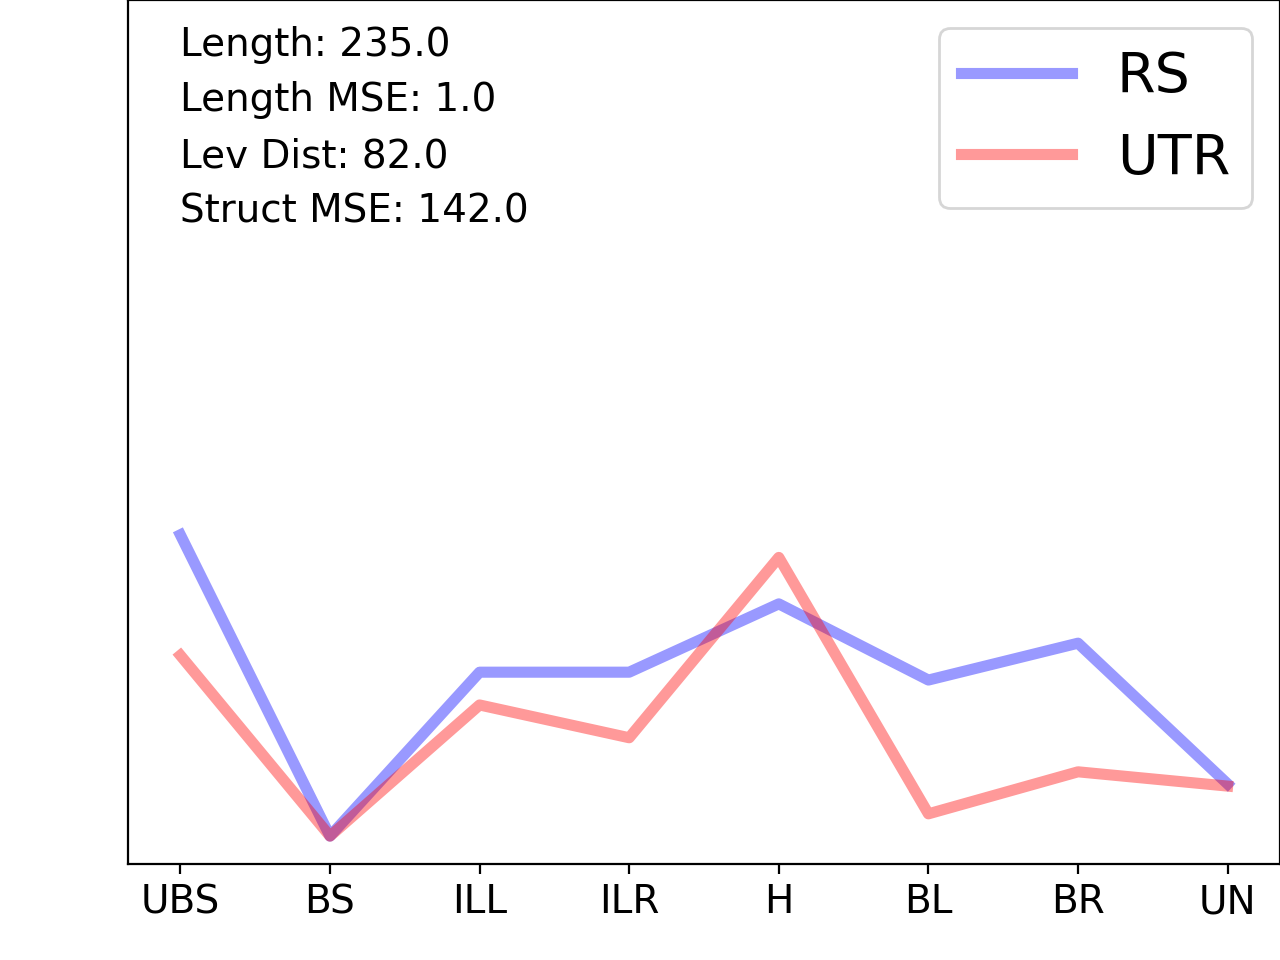 Length: 235.0
Length MSE: 1.0
Lev Dist: 82.0
Struct MSE: 142.0
RS
UTR
UBS BS ILL ILR H BL BR UN